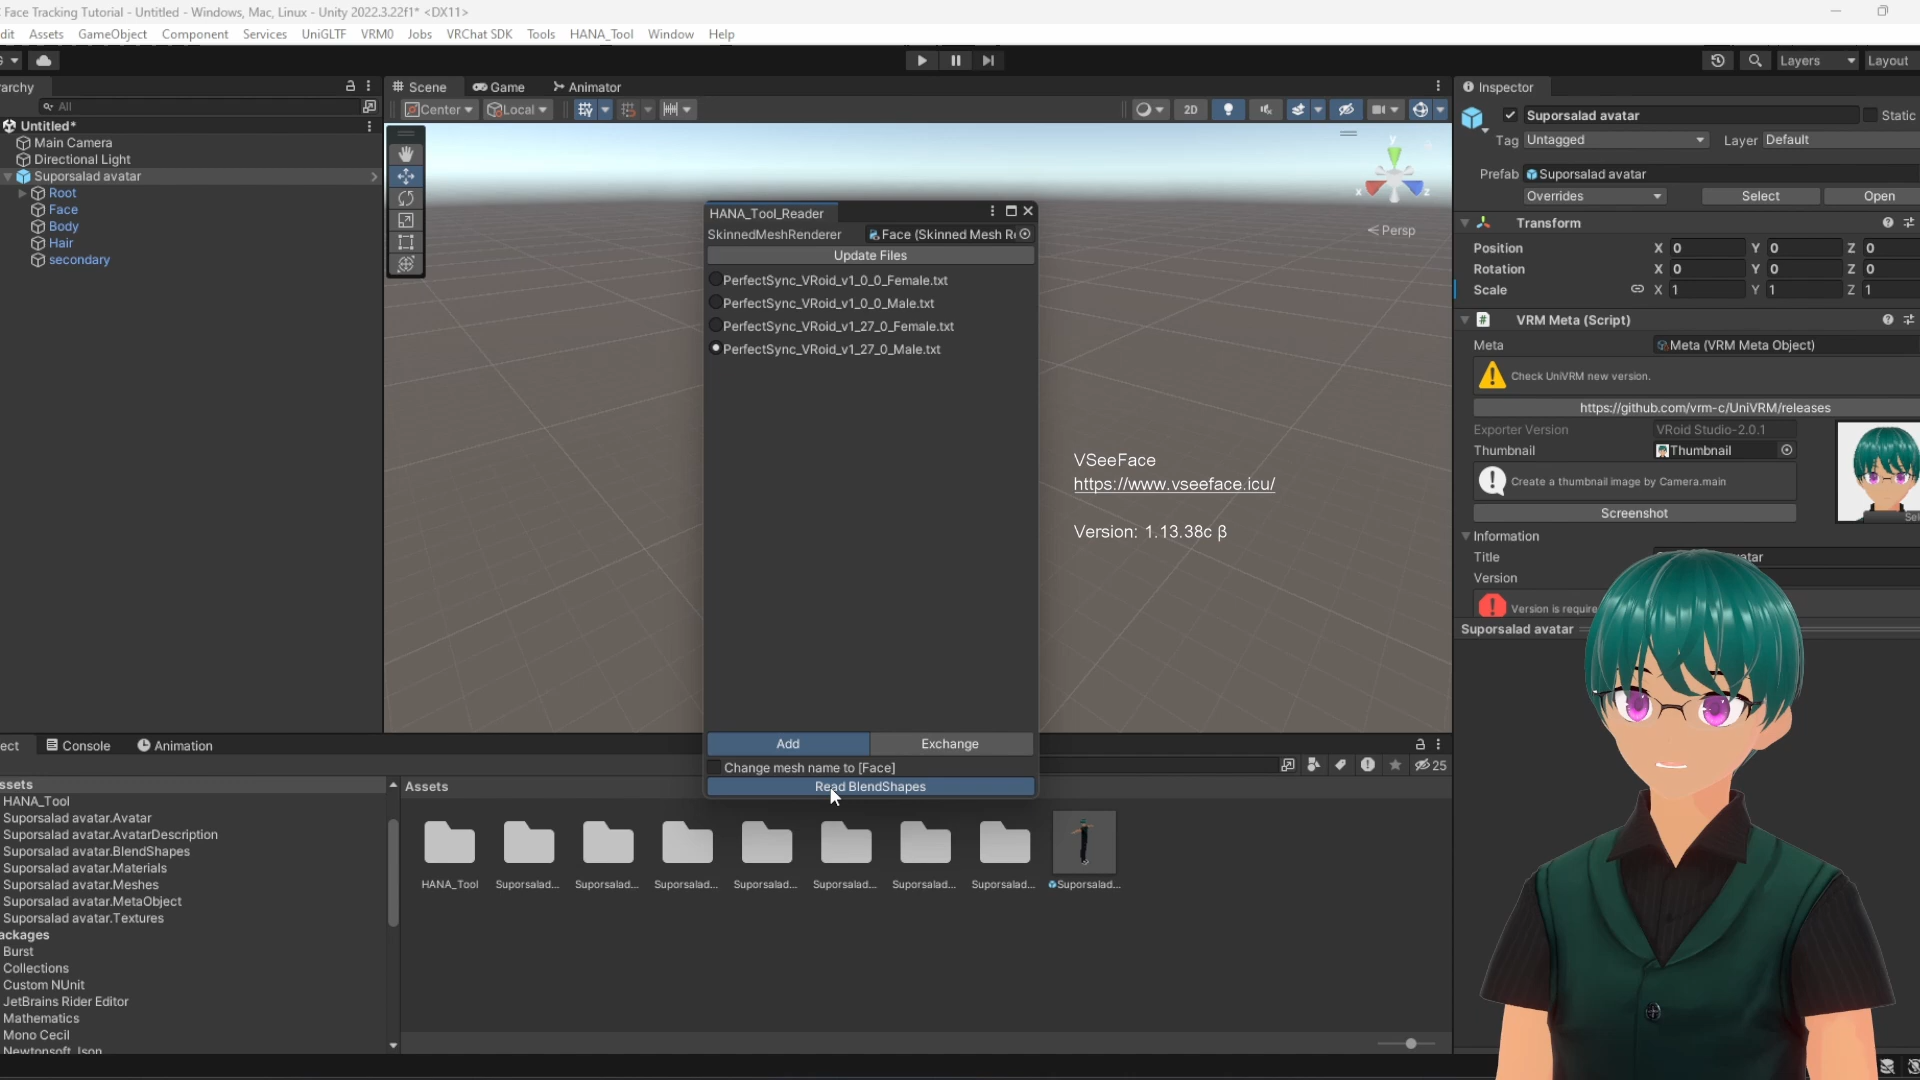 Face Tracking Tutorial - Untitled - Windows, Mac, Linux - Unity 2022.3.22f1* <DX11>
dit Assets GameObject Component Services UniGLTF VRM0 Jobs VRChat SDK Tools HANA_Tool Window Help
Layers Layout
rarchy
All
Untitled*
Main Camera
Directional Light
Suporsalad avatar
Root
Face
Body
Hair
secondary
Scene Game Animator
Center Local 2D
y
x z
Persp
HANA_Tool_Reader
SkinnedMeshRenderer Face (Skinned Mesh R
Update Files
PerfectSync_VRoid_v1_0_0_Female.txt
PerfectSync_VRoid_v1_0_0_Male.txt
PerfectSync_VRoid_v1_27_0_Female.txt
PerfectSync_VRoid_v1_27_0_Male.txt
Add Exchange
Change mesh name to [Face]
Read BlendShapes
VSeeFace
https://www.vseeface.icu/
Version: 1.13.38c β
Inspector
Suporsalad avatar Static
Tag Untagged Layer Default
Prefab Suporsalad avatar
Overrides Select Open
Transform
Position X 0 Y 0 Z 0
Rotation X 0 Y 0 Z 0
Scale X 1 Y 1 Z 1
# VRM Meta (Script)
Meta Meta (VRM Meta Object)
Check UniVRM new version.
https://github.com/vrm-c/UniVRM/releases
Exporter Version VRoid Studio-2.0.1
Thumbnail Thumbnail
Create a thumbnail image by Camera.main
Screenshot
Information
Title atar
Version
Version is require
Suporsalad avatar
ect Console Animation
25
ssets
HANA_Tool
Suporsalad avatar.Avatar
Suporsalad avatar.AvatarDescription
Suporsalad avatar.BlendShapes
Suporsalad avatar.Materials
Suporsalad avatar.Meshes
Suporsalad avatar.MetaObject
Suporsalad avatar.Textures
ackages
Burst
Collections
Custom NUnit
JetBrains Rider Editor
Mathematics
Mono Cecil
Newtonsoft Json
Assets
HANA_Tool Suporsalad... Suporsalad... Suporsalad... Suporsalad... Suporsalad... Suporsalad... Suporsalad... Suporsalad...